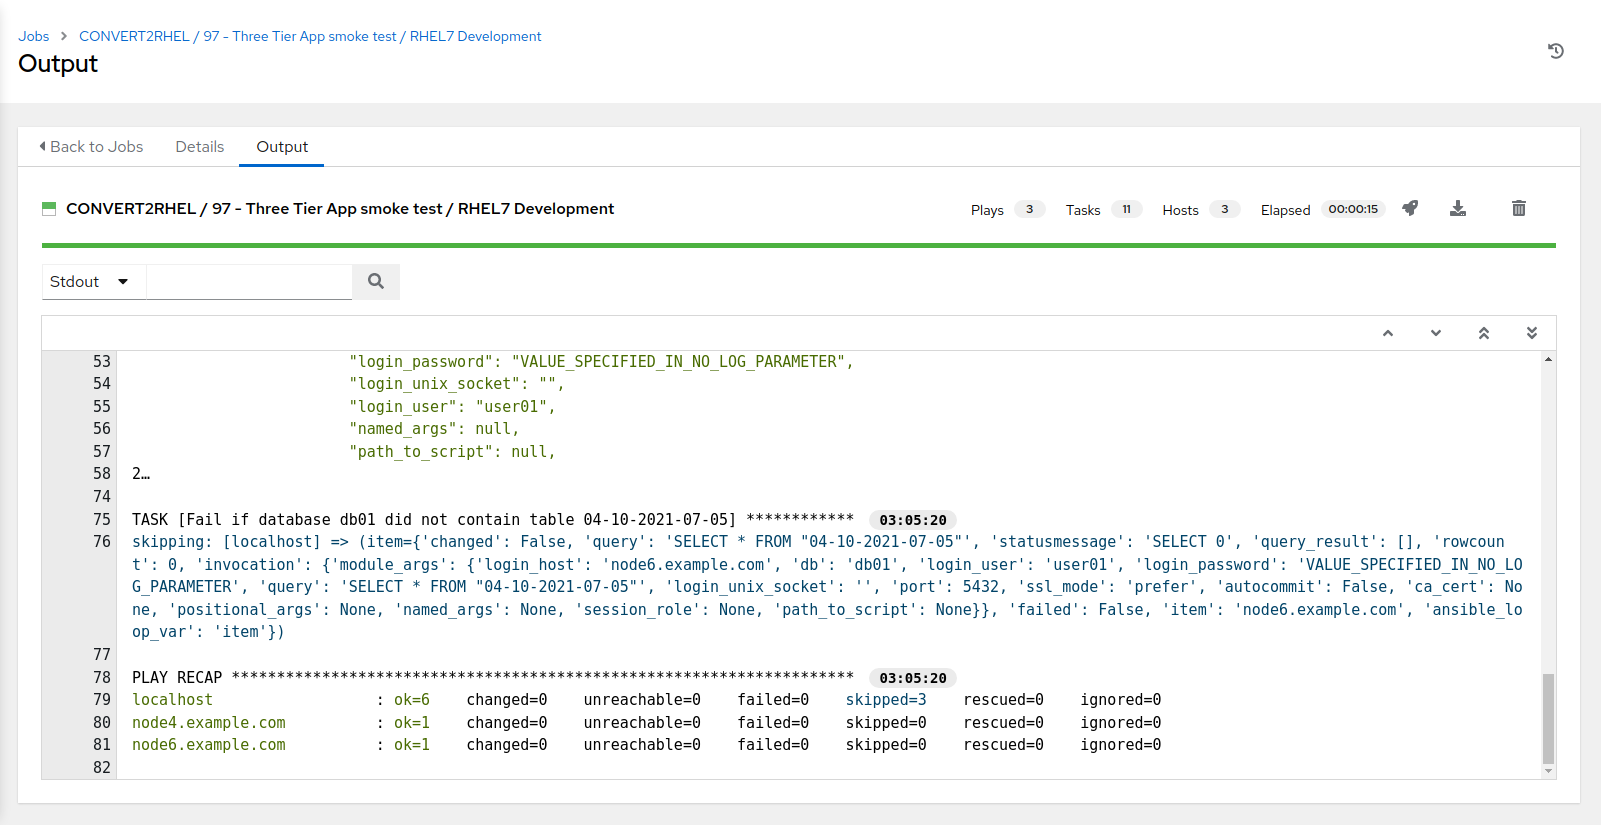 Jobs > CONVERT2RHEL / 97 - Three Tier App smoke test / RHEL7 Development
Output
Back to Jobs Details Output
CONVERT2RHEL / 97 - Three Tier App smoke test / RHEL7 Development Plays 3 Tasks 11 Hosts 3 Elapsed 00:00:15
Stdout
53 "login_password": "VALUE_SPECIFIED_IN_NO_LOG_PARAMETER",
54 "login_unix_socket": "",
55 "login_user": "user01",
56 "named_args": null,
57 "path_to_script": null,
58 2…
74
75 TASK [Fail if database db01 did not contain table 04-10-2021-07-05] ************ 03:05:20
76 skipping: [localhost] => (item={'changed': False, 'query': 'SELECT * FROM "04-10-2021-07-05"', 'statusmessage': 'SELECT 0', 'query_result': [], 'rowcoun
t': 0, 'invocation': {'module_args': {'login_host': 'node6.example.com', 'db': 'db01', 'login_user': 'user01', 'login_password': 'VALUE_SPECIFIED_IN_NO_LO
G_PARAMETER', 'query': 'SELECT * FROM "04-10-2021-07-05"', 'login_unix_socket': '', 'port': 5432, 'ssl_mode': 'prefer', 'autocommit': False, 'ca_cert': No
ne, 'positional_args': None, 'named_args': None, 'session_role': None, 'path_to_script': None}}, 'failed': False, 'item': 'node6.example.com', 'ansible_lo
op_var': 'item'})
77
78 PLAY RECAP ********************************************************************* 03:05:20
79 localhost : ok=6 changed=0 unreachable=0 failed=0 skipped=3 rescued=0 ignored=0
80 node4.example.com : ok=1 changed=0 unreachable=0 failed=0 skipped=0 rescued=0 ignored=0
81 node6.example.com : ok=1 changed=0 unreachable=0 failed=0 skipped=0 rescued=0 ignored=0
82